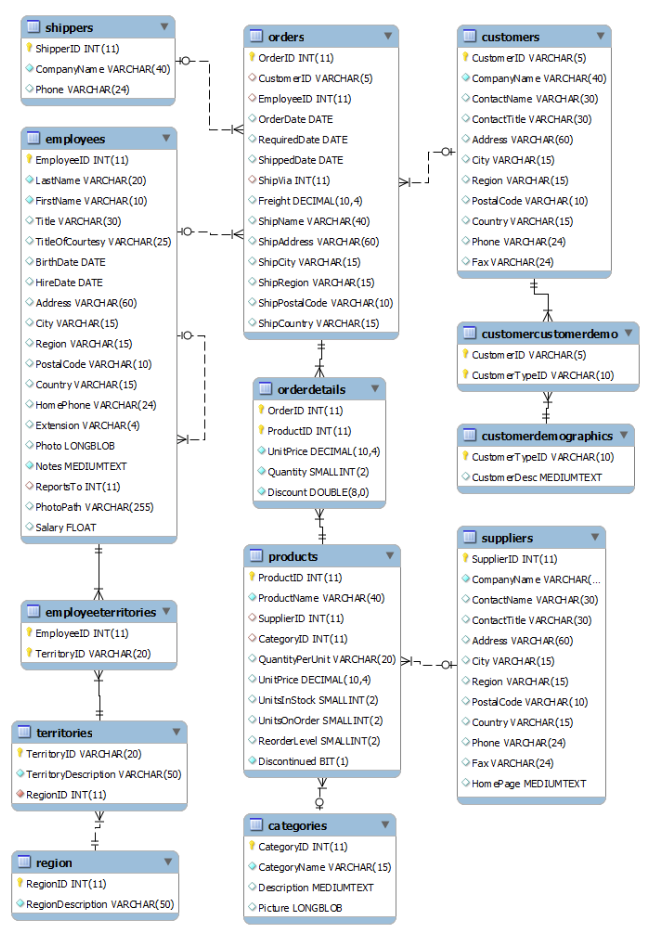 shippers
ShipperID INT(11)
CompanyName VARCHAR(40)
Phone VARCHAR(24)
employees
EmployeeID INT(11)
LastName VARCHAR(20)
FirstName VARCHAR(10)
Title VARCHAR(30)
TitleOfCourtesy VARCHAR(25)
BirthDate DATE
HireDate DATE
Address VARCHAR(60)
City VARCHAR(15)
Region VARCHAR(15)
PostalCode VARCHAR(10)
Country VARCHAR(15)
HomePhone VARCHAR(24)
Extension VARCHAR(4)
Photo LONGBLOB
Notes MEDIUMTEXT
ReportsTo INT(11)
PhotoPath VARCHAR(255)
Salary FLOAT
employeeterritories
EmployeeID INT(11)
TerritoryID VARCHAR(20)
territories
TerritoryID VARCHAR(20)
TerritoryDescription VARCHAR(50)
RegionID INT(11)
region
RegionID INT(11)
RegionDescription VARCHAR(50)
orders
OrderID INT(11)
CustomerID VARCHAR(5)
EmployeeID INT(11)
OrderDate DATE
RequiredDate DATE
ShippedDate DATE
ShipVia INT(11)
Freight DECIMAL(10,4)
ShipName VARCHAR(40)
ShipAddress VARCHAR(60)
ShipCity VARCHAR(15)
ShipRegion VARCHAR(15)
ShipPostalCode VARCHAR(10)
ShipCountry VARCHAR(15)
orderdetails
OrderID INT(11)
ProductID INT(11)
UnitPrice DECIMAL(10,4)
Quantity SMALLINT(2)
Discount DOUBLE(8,0)
products
ProductID INT(11)
ProductName VARCHAR(40)
SupplierID INT(11)
CategoryID INT(11)
QuantityPerUnit VARCHAR(20)
UnitPrice DECIMAL(10,4)
UnitsInStock SMALLINT(2)
UnitsOnOrder SMALLINT(2)
ReorderLevel SMALLINT(2)
Discontinued BIT(1)
categories
CategoryID INT(11)
CategoryName VARCHAR(15)
Description MEDIUMTEXT
Picture LONGBLOB
customers
CustomerID VARCHAR(5)
CompanyName VARCHAR(40)
ContactName VARCHAR(30)
ContactTitle VARCHAR(30)
Address VARCHAR(60)
City VARCHAR(15)
Region VARCHAR(15)
PostalCode VARCHAR(10)
Country VARCHAR(15)
Phone VARCHAR(24)
Fax VARCHAR(24)
customercustomerdemo
CustomerID VARCHAR(5)
CustomerTypeID VARCHAR(10)
customerdemographics
CustomerTypeID VARCHAR(10)
CustomerDesc MEDIUMTEXT
suppliers
SupplierID INT(11)
CompanyName VARCHAR(...
ContactName VARCHAR(30)
ContactTitle VARCHAR(30)
Address VARCHAR(60)
City VARCHAR(15)
Region VARCHAR(15)
PostalCode VARCHAR(10)
Country VARCHAR(15)
Phone VARCHAR(24)
Fax VARCHAR(24)
HomePage MEDIUMTEXT